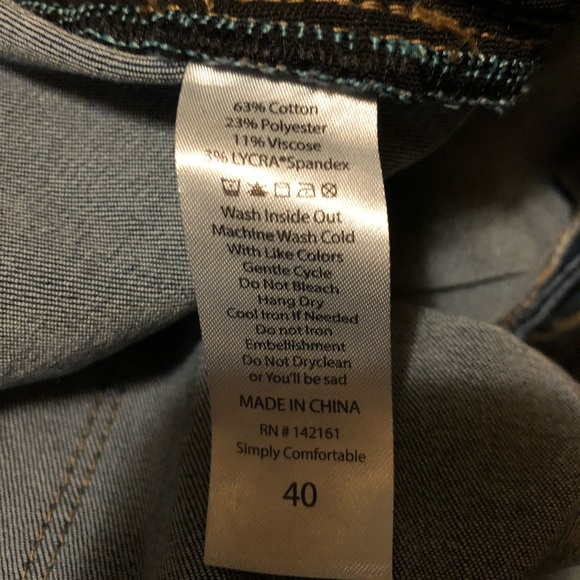 63% Cotton
23% Polyester
11% Viscose
3% LYCRA®Spandex
Wash Inside Out
Machine Wash Cold
With Like Colors
Gentle Cycle
Do Not Bleach
Hang Dry
Cool Iron If Needed
Do not Iron
Embellishment
Do Not Dryclean
or You'll be sad
MADE IN CHINA
RN # 142161
Simply Comfortable
40